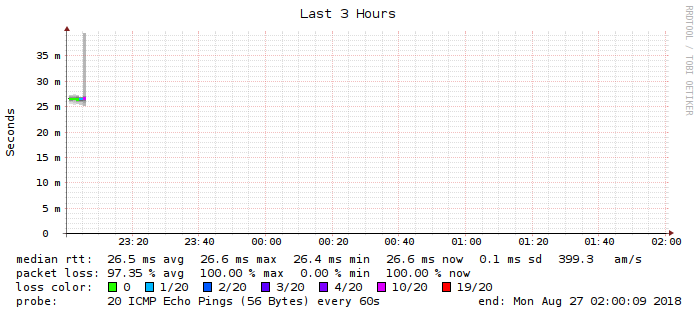 Last 3 Hours
RRDTOOL / TOBI OETIKER
Seconds
35 m
30 m
25 m
20 m
15 m
10 m
5 m
0
23:20 23:40 00:00 00:20 00:40 01:00 01:20 01:40 02:00
median rtt: 26.5 ms avg 26.6 ms max 26.4 ms min 26.6 ms now 0.1 ms sd 399.3 am/s
packet loss: 97.35 % avg 100.00 % max 0.00 % min 100.00 % now
loss color: 0 1/20 2/20 3/20 4/20 10/20 19/20
probe: 20 ICMP Echo Pings (56 Bytes) every 60s end: Mon Aug 27 02:00:09 2018